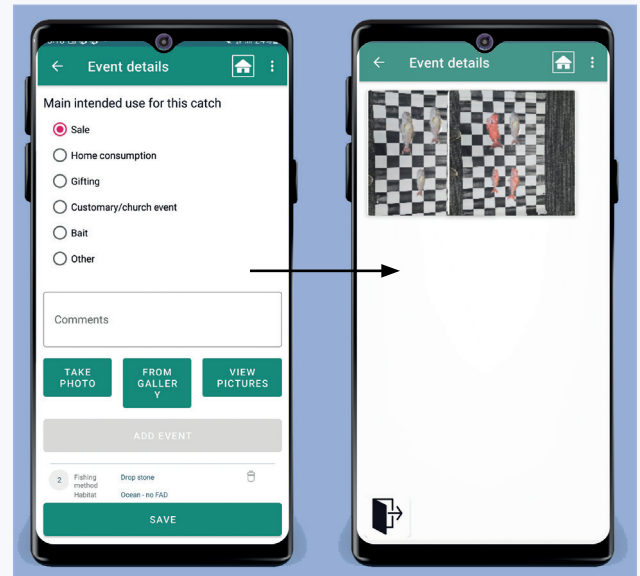 Event details
Main intended use for this catch
Sale
Home consumption
Gifting
Customary/church event
Bait
Other
Comments
TAKE
PHOTO
FROM
GALLER
Y
VIEW
PICTURES
ADD EVENT
2
Fishing
method
Drop stone
Habitat
Ocean - no FAD
SAVE
Event details